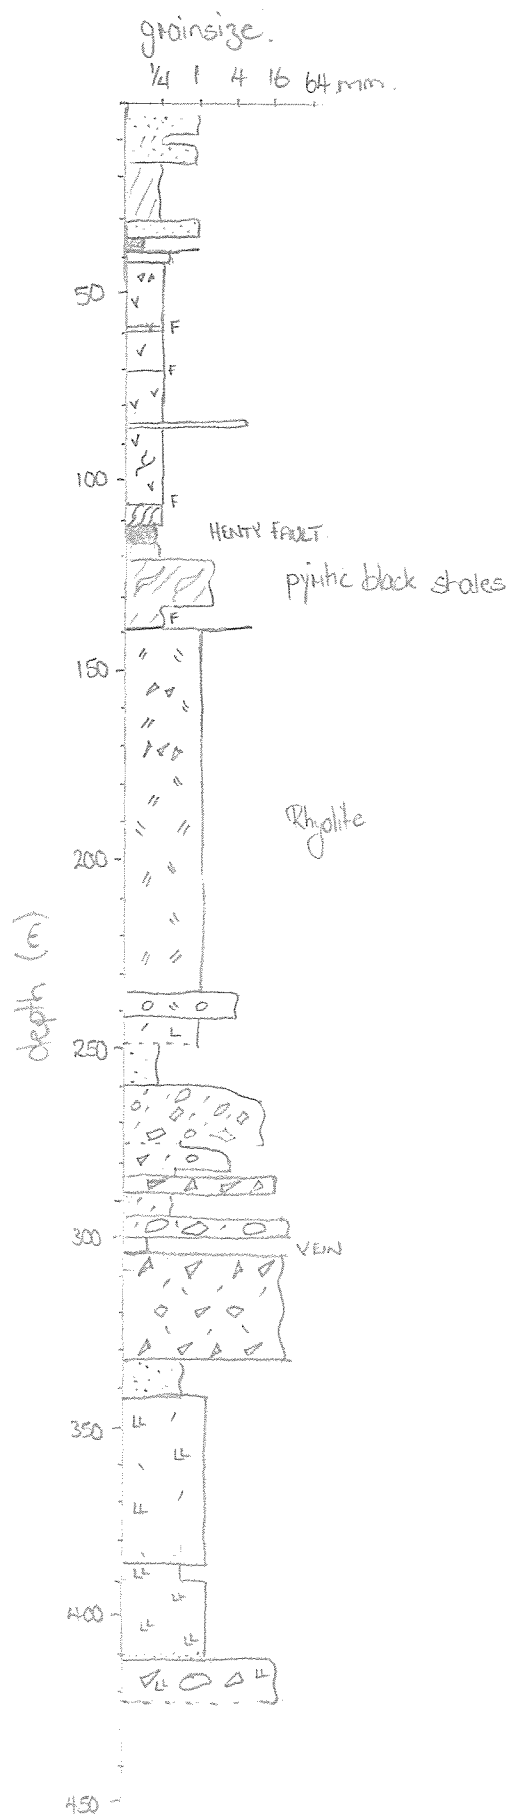 grainsize.
1/4 1 4 16 64 mm.
50
F
F
100
F
HENTY FAULT.
pyritic black shales
F
150
Rhyolite
200
depth (m)
250
300
VEIN
350
400
450